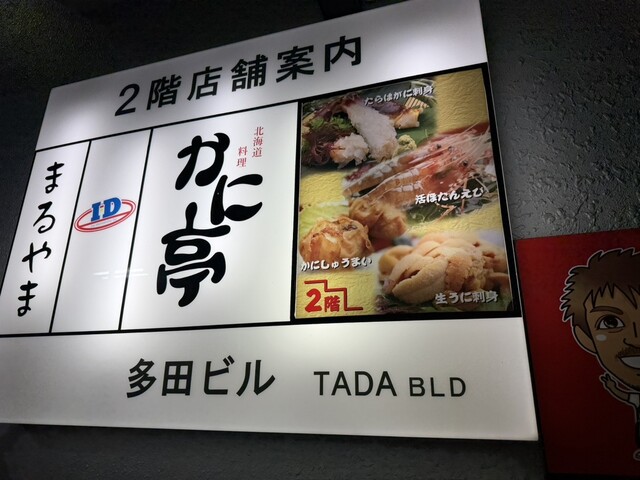 2階店舗案内
まるやま
I·D
北海道
料理
かに亭
たらばがに刺身
活ぼたんえび
かにしゅうまい
生うに刺身
2階
多田ビル TADA BLD